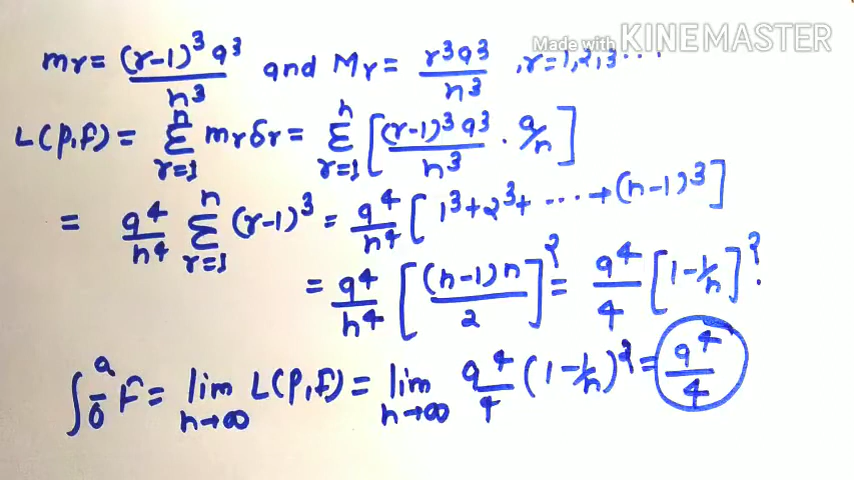 Made with KINEMASTER
mr = (r-1)³a³/n³ and Mr = r³a³/n³, r=1,2,3...
L(P,f) = Σ_{r=1}^{n} mrδr = Σ_{r=1}^{n} [(r-1)³a³/n³ · a/n]
= a⁴/n⁴ Σ_{r=1}^{n} (r-1)³ = a⁴/n⁴ [1³+2³+ ... +(n-1)³]
= a⁴/n⁴ [(n-1)n/2]² = a⁴/4 [1-1/n]².
∫_{0̄}^{a} f = lim_{n→∞} L(P,f) = lim_{n→∞} a⁴/4 (1-1/n)² = a⁴/4